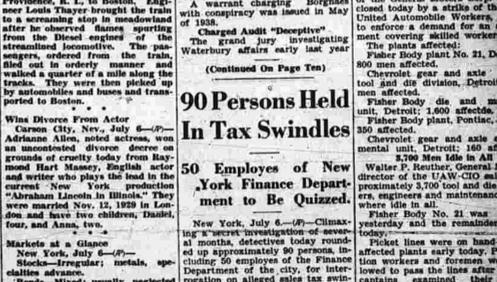 Providence, R. I., to Boston. Engi-
neer Louis Thayer brought the train
to a screaming stop in meadowland
after he observed flames spurting
from the Diesel engines of the
streamlined locomotive. The pas-
sengers, ordered from the train,
filed out in orderly manner and
walked a quarter of a mile along the
tracks. They were then picked up
by automobiles and buses and trans-
ported to Boston.
Wins Divorce From Actor
Carson City, Nev., July 6—(AP)—
Adrianne Allen, noted actress, won
an uncontested divorce decree on
grounds of cruelty today from Ray-
mond Hart Massey, English actor
and writer who plays the lead in the
current New York production
"Abraham Lincoln in Illinois." They
were married Nov. 12, 1929 in Lon-
don and have two children, Daniel,
four, and Anna, two.
Markets at a Glance
New York, July 6—(AP)—
Stocks—Irregular; metals, spe-
cialties advance.
Bonds—Mixed;
A warrant charging Borghaes
with conspiracy was issued in May
of 1938.
Charged Audit "Deceptive"
The grand jury investigating
Waterbury affairs early last year
(Continued On Page Ten)
90 Persons Held
In Tax Swindles
50 Employes of New
York Finance Depart-
ment to Be Quizzed.
New York, July 6.—(AP)—Climax-
ing a secret investigation of sever-
al months, detectives today round-
ed up approximately 90 persons, in-
cluding 50 employes of the Finance
Department of the city, for inter-
rogation on alleged sales tax swin-
closed today by a strike of th
United Automobile Workers,
to enforce a demand for an
ment covering skilled worker
The plants affected:
Fisher Body plant No. 21, D
800 men affected.
Chevrolet gear and axle
tool and die division, Detroi
men affected.
Fisher Body die and
unit, Detroit; 1,600 affected.
Fisher Body plant, Pontiac,
350 affected.
Chevrolet gear and axle
mental unit, Detroit; 160 af
3,700 Men Idle in All
Walter P. Reuther, General
director of the UAW-CIO
proximately 3,700 tool and die
ers, engineers and maintenanc
where idle in all.
Fisher Body No. 21 was
yesterday and the remainder
today.
Picket lines were on hand
affected plants early today. P
tion workers and foremen we
lowed to pass the lines after
captains examined their